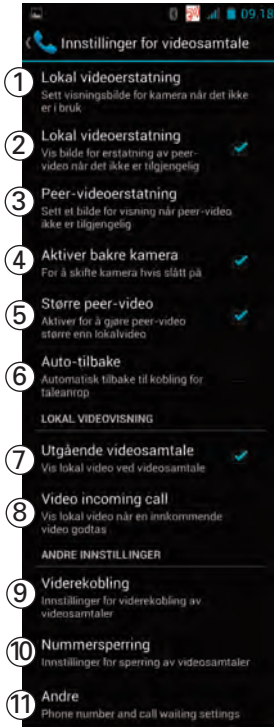 09.18
Innstillinger for videosamtale
1 Lokal videoerstatning
Sett visningsbilde for kamera når det ikke
er i bruk
2 Lokal videoerstatning
Vis bilde for erstatning av peer-
video når det ikke er tilgjengelig
3 Peer-videoerstatning
Sett et bilde for visning når peer-video
ikke er tilgjengelig
4 Aktiver bakre kamera
For å skifte kamera hvis slått på
5 Større peer-video
Aktiver for å gjøre peer-video
større enn lokalvideo
6 Auto-tilbake
Automatisk tilbake til kobling for
taleanrop
LOKAL VIDEOVISNING
7 Utgående videosamtale
Vis lokal video ved videosamtale
8 Video incoming call
Vis lokal video når en innkommende
video godtas
ANDRE INNSTILLINGER
9 Viderekobling
Innstillinger for viderekobling av
videosamtaler
10 Nummersperring
Innstillinger for sperring av videosamtaler
11 Andre
Phone number and call waiting settings